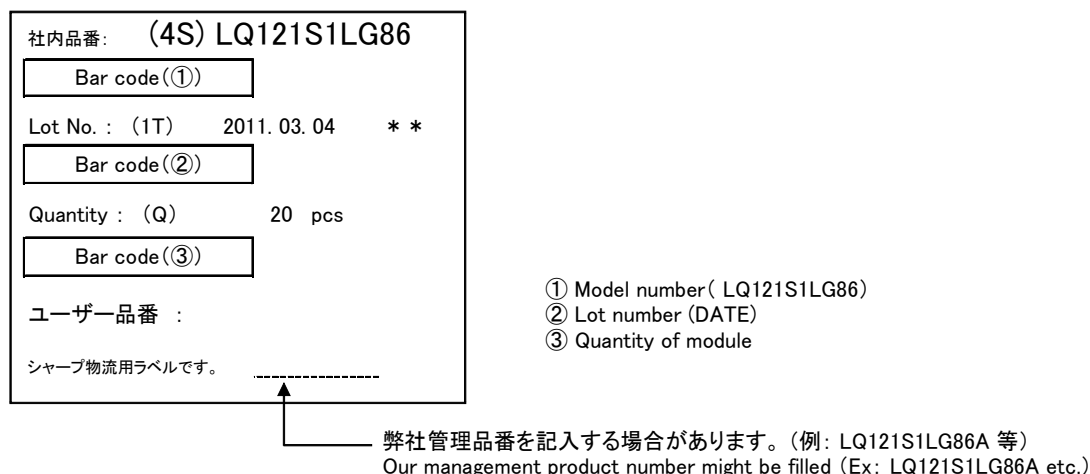 社内品番: (4S) LQ121S1LG86
Bar code(①)
Lot No. : (1T) 2011. 03. 04 * *
Bar code(②)
Quantity : (Q) 20 pcs
Bar code(③)
ユーザー品番 :
シャープ物流用ラベルです。
① Model number( LQ121S1LG86)
② Lot number (DATE)
③ Quantity of module
弊社管理品番を記入する場合があります。(例: LQ121S1LG86A 等)
Our management product number might be filled (Ex: LQ121S1LG86A etc.)